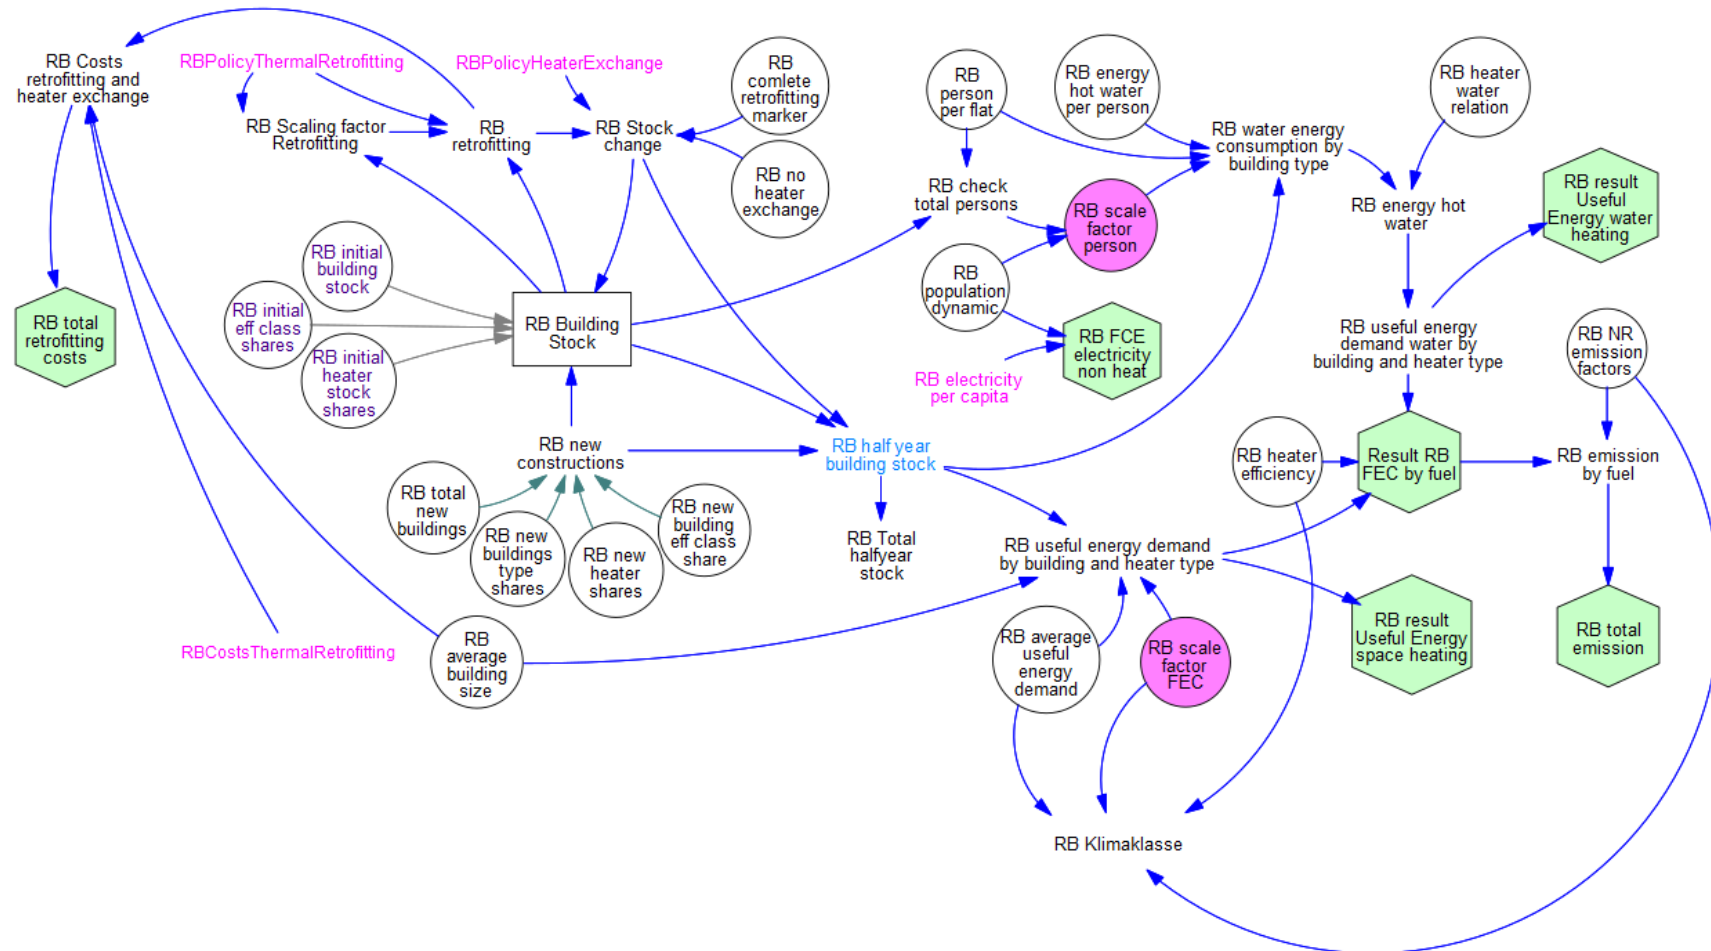 RB Costs
retrofitting and
heater exchange
RBPolicyThermalRetrofitting
RBPolicyHeaterExchange
RB
comlete
retrofitting
marker
RB Scaling factor
Retrofitting
RB
retrofitting
RB Stock
change
RB no
heater
exchange
RB
person
per flat
RB energy
hot water
per person
RB heater
water
relation
RB water energy
consumption by
building type
RB check
total persons
RB scale
factor
person
RB energy hot
water
RB result
Useful
Energy water
heating
RB initial
building
stock
RB initial
eff class
shares
RB initial
heater
stock
shares
RB Building
Stock
RB
population
dynamic
RB FCE
electricity
non heat
RB electricity
per capita
RB total
retrofitting
costs
RB useful energy
demand water by
building and heater type
RB NR
emission
factors
RB new
constructions
RB half year
building stock
RB heater
efficiency
Result RB
FEC by fuel
RB emission
by fuel
RB total
new
buildings
RB new
buildings
type
shares
RB new
heater
shares
RB new
building
eff class
share
RB Total
halfyear
stock
RB useful energy demand
by building and heater type
RBCostsThermalRetrofitting
RB
average
building
size
RB average
useful
energy
demand
RB scale
factor
FEC
RB result
Useful Energy
space heating
RB total
emission
RB Klimaklasse